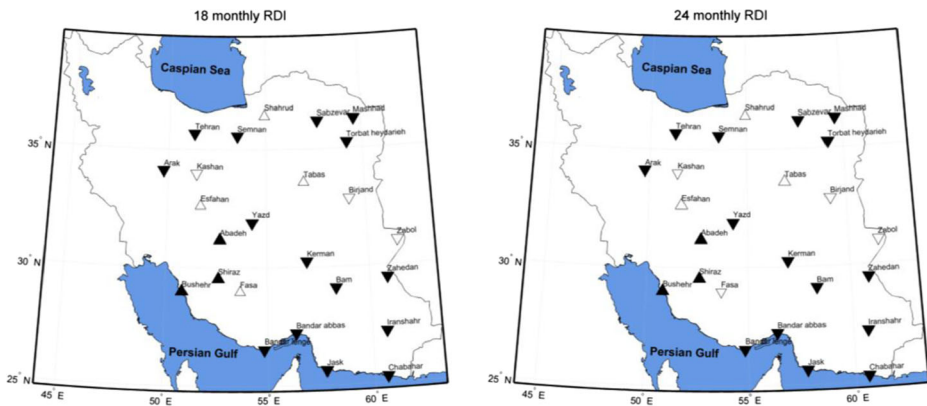 18 monthly RDI
Caspian Sea
Shahrud
Sabzevar
Mashhad
Tehran
Semnan
Torbat heydarieh
35° N
Arak
Kashan
Tabas
Birjand
Esfahan
Yazd
Abadeh
Zabol
30° N
Kerman
Zahedan
Shiraz
Bushehr
Fasa
Bam
Bandar abbas
Iranshahr
Persian Gulf
Jask
Chabahar
25° N
45° E
50° E
55° E
60° E
24 monthly RDI
Caspian Sea
Shahrud
Sabzevar
Mashhad
Tehran
Semnan
Torbat heydarieh
35° N
Arak
Kashan
Tabas
Birjand
Esfahan
Yazd
Abadeh
Zabol
30° N
Kerman
Zahedan
Shiraz
Bushehr
Fasa
Bam
Bandar abbas
Iranshahr
Persian Gulf
Jask
Chabahar
25° N
45° E
50° E
55° E
60° E